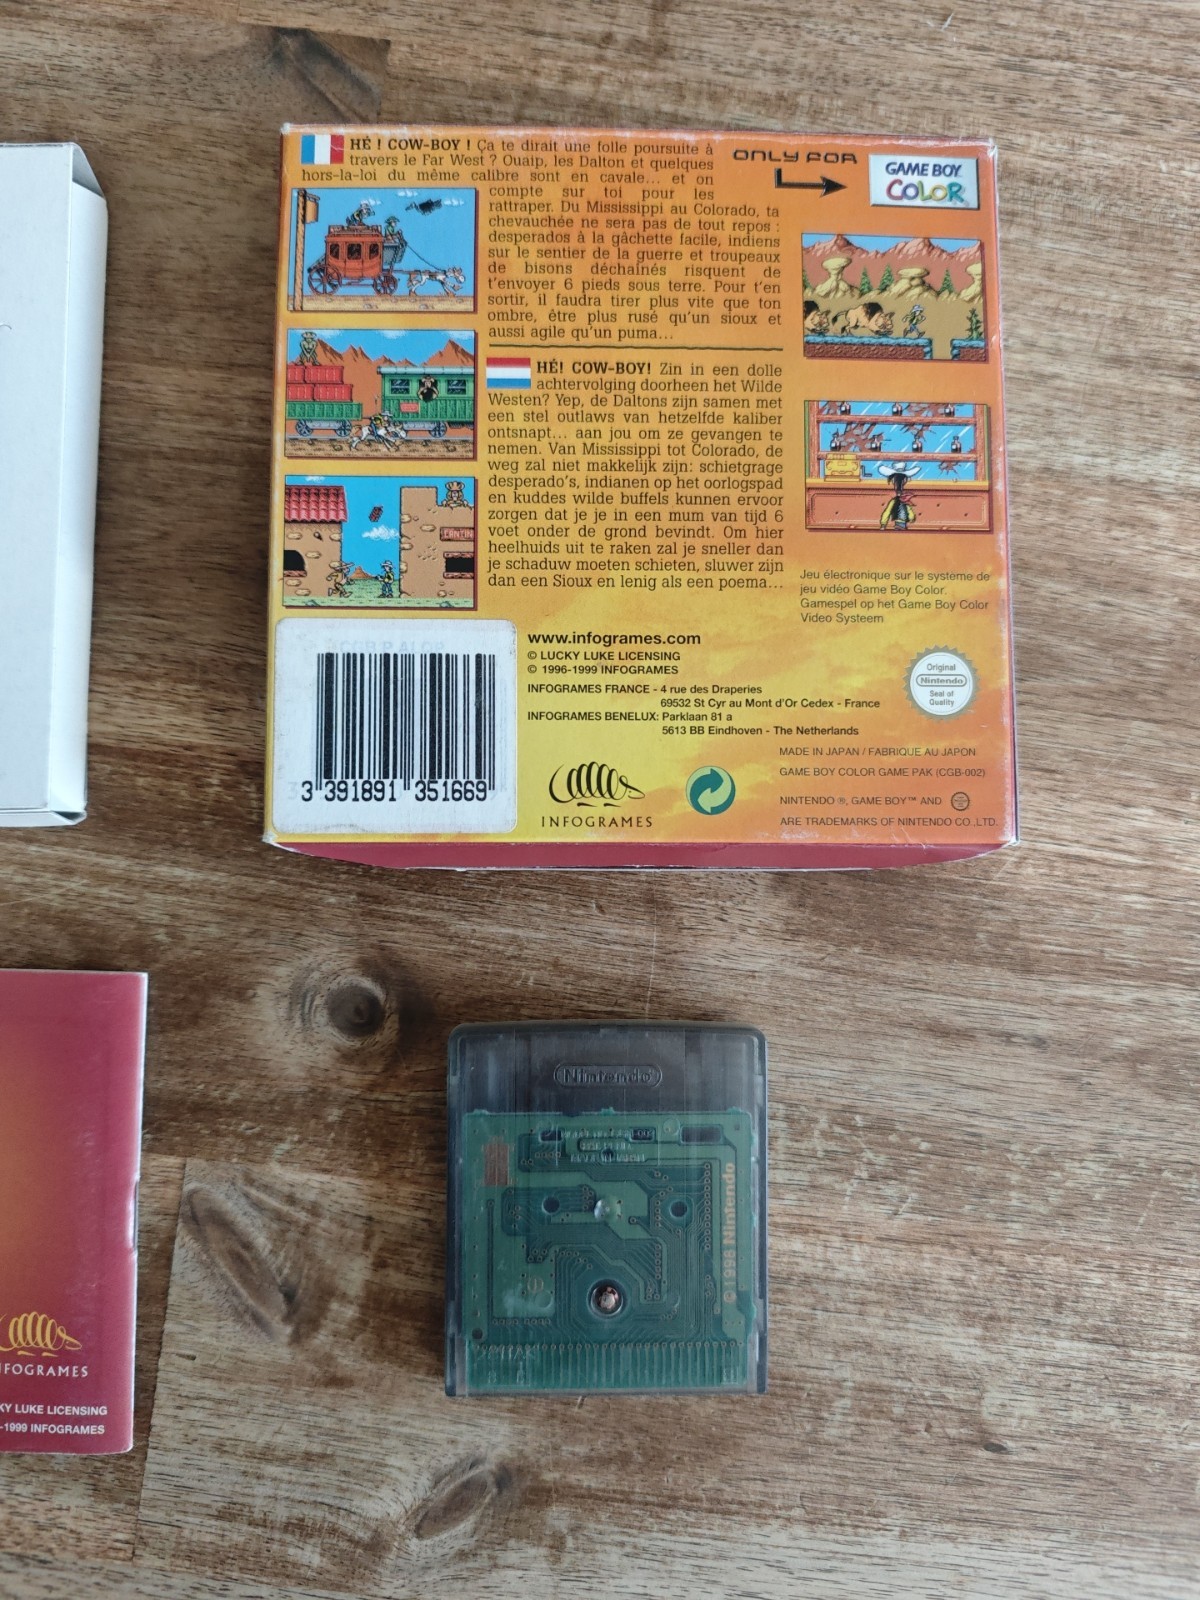 HÉ ! COW-BOY ! Ça te dirait une folle poursuite à
travers le Far West ? Ouaip, les Dalton et quelques
hors-la-loi du même calibre sont en cavale... et on
compte sur toi pour les
rattraper. Du Mississippi au Colorado, ta
chevauchée ne sera pas de tout repos :
desperados à la gâchette facile, indiens
sur le sentier de la guerre et troupeaux
de bisons déchaînés risquent de
t'envoyer 6 pieds sous terre. Pour t'en
sortir, il faudra tirer plus vite que ton
ombre, être plus rusé qu'un sioux et
aussi agile qu'un puma...
HÉ! COW-BOY! Zin in een dolle
achtervolging doorheen het Wilde
Westen? Yep, de Daltons zijn samen met
een stel outlaws van hetzelfde kaliber
ontsnapt... aan jou om ze gevangen te
nemen. Van Mississippi tot Colorado, de
weg zal niet makkelijk zijn: schietgrage
desperado's, indianen op het oorlogspad
en kuddes wilde buffels kunnen ervoor
zorgen dat je je in een mum van tijd 6
voet onder de grond bevindt. Om hier
heelhuids uit te raken zal je sneller dan
je schaduw moeten schieten, sluwer zijn
dan een Sioux en lenig als een poema...
ONLY FOR
GAME BOY
COLOR
CANTIN
Jeu électronique sur le système de
jeu vidéo Game Boy Color.
Gamespel op het Game Boy Color
Video Systeem
www.infogrames.com
© LUCKY LUKE LICENSING
© 1996-1999 INFOGRAMES
INFOGRAMES FRANCE - 4 rue des Draperies
69532 St Cyr au Mont d'Or Cedex - France
INFOGRAMES BENELUX: Parklaan 81 a
5613 BB Eindhoven - The Netherlands
Original
Nintendo
Seal of
Quality
MADE IN JAPAN / FABRIQUE AU JAPON
GAME BOY COLOR GAME PAK (CGB-002)
NINTENDO ®, GAME BOY™ AND
ARE TRADEMARKS OF NINTENDO CO.,LTD.
3 391891 351669
INFOGRAMES
Nintendo
© 1998 Nintendo
NFOGRAMES
KY LUKE LICENSING
-1999 INFOGRAMES